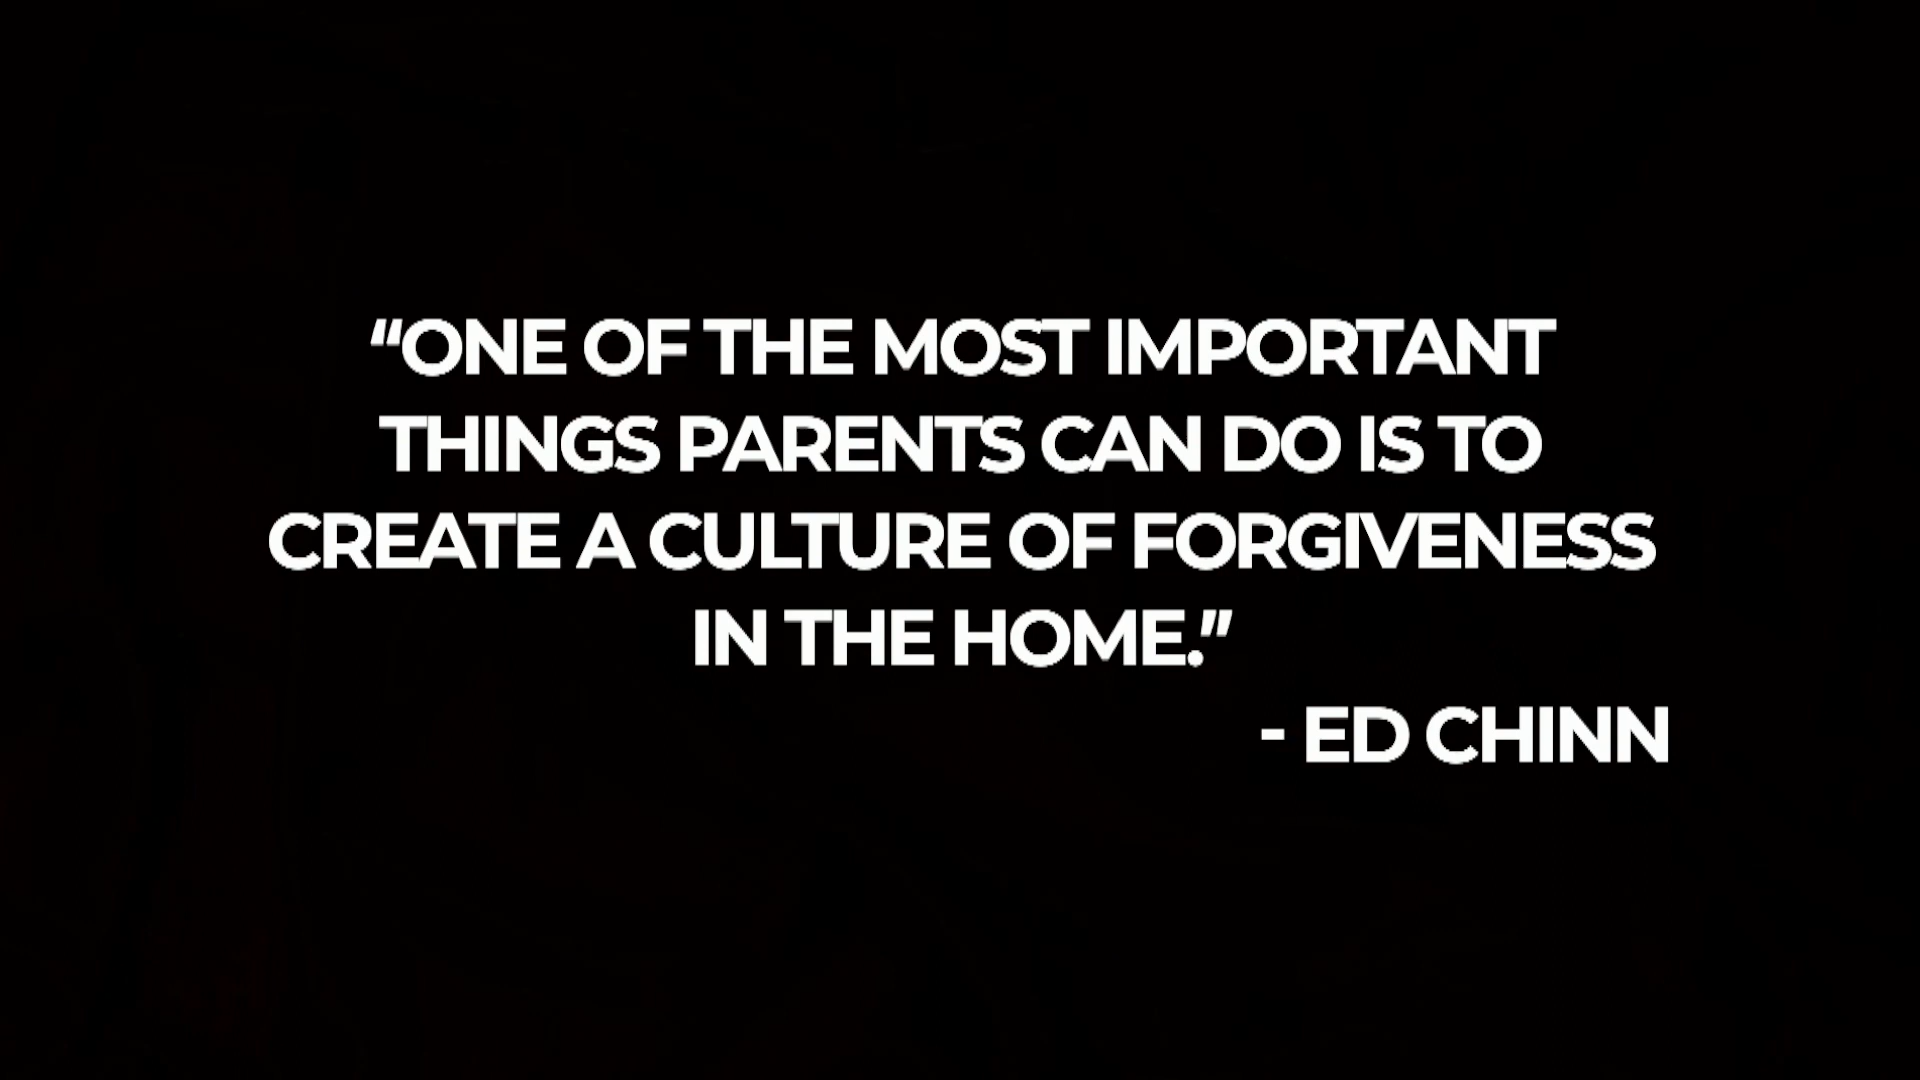 “ONE OF THE MOST IMPORTANT
THINGS PARENTS CAN DO IS TO
CREATE A CULTURE OF FORGIVENESS
IN THE HOME.”
- ED CHINN